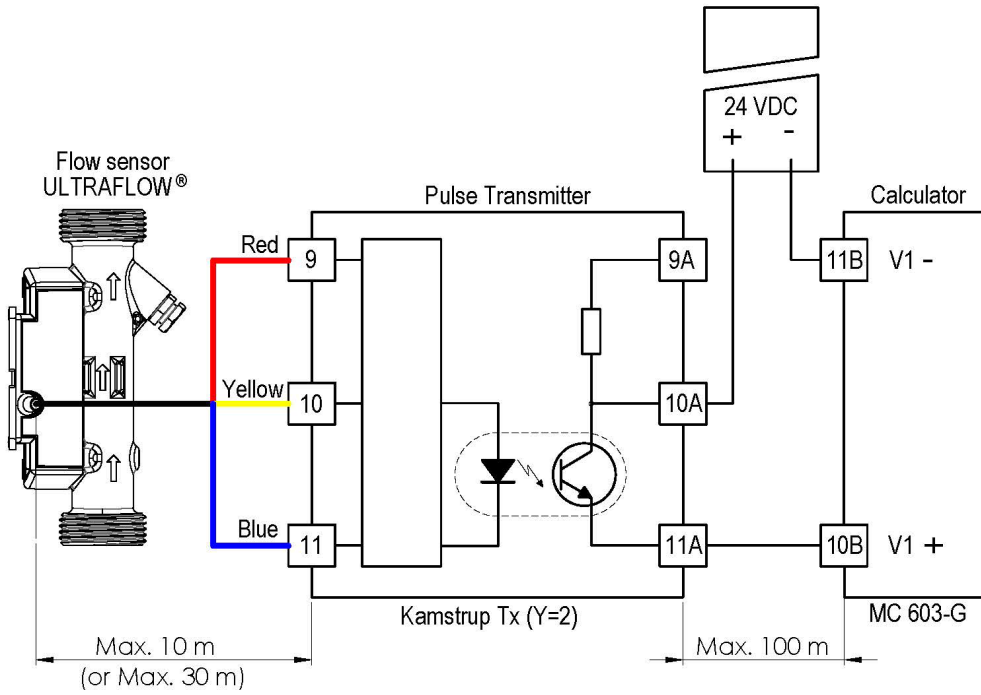 24 VDC
+ -
Flow sensor
ULTRAFLOW®
Pulse Transmitter
Calculator
Red
9
9A
11B
V1 -
Yellow
10
10A
Blue
11
11A
10B
V1 +
Kamstrup Tx (Y=2)
MC 603-G
Max. 10 m
(or Max. 30 m)
Max. 100 m